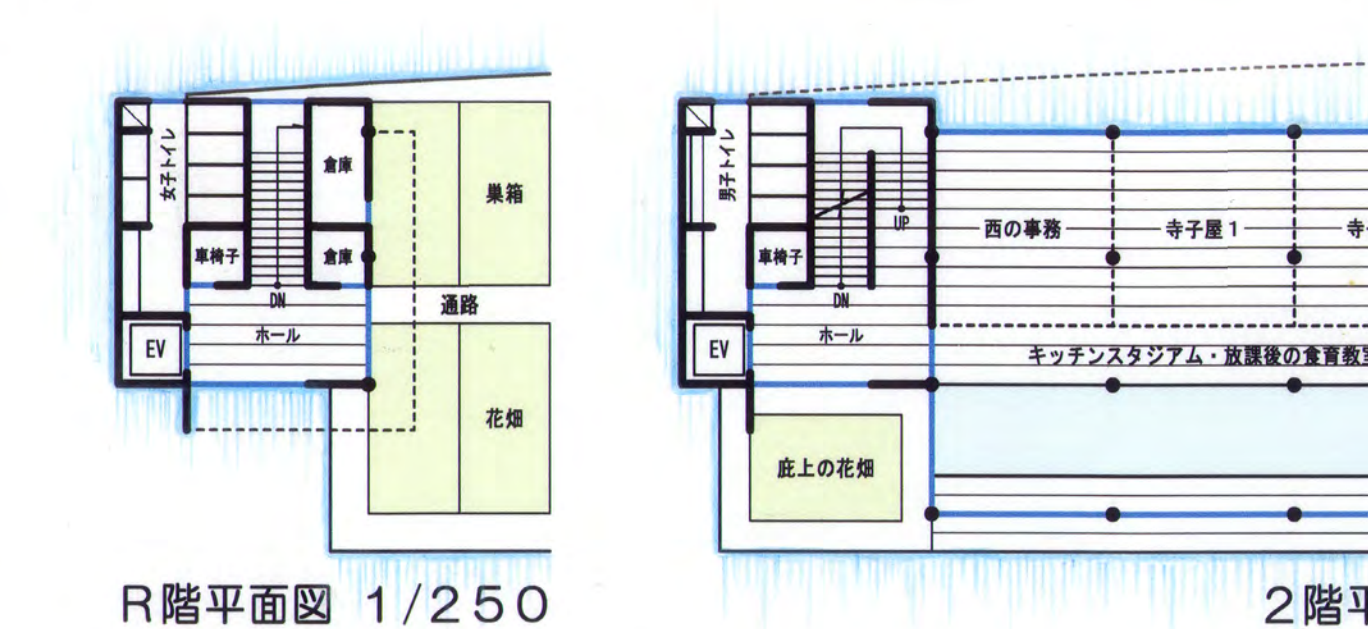 女子トイレ
倉庫
車椅子
倉庫
DN
ホール
EV
巣箱
通路
花畑
R階平面図 1/250
男子トイレ
UP
車椅子
DN
ホール
EV
西の事務
寺子屋1
寺
キッチンスタジアム・放課後の食育教
庇上の花畑
2階平